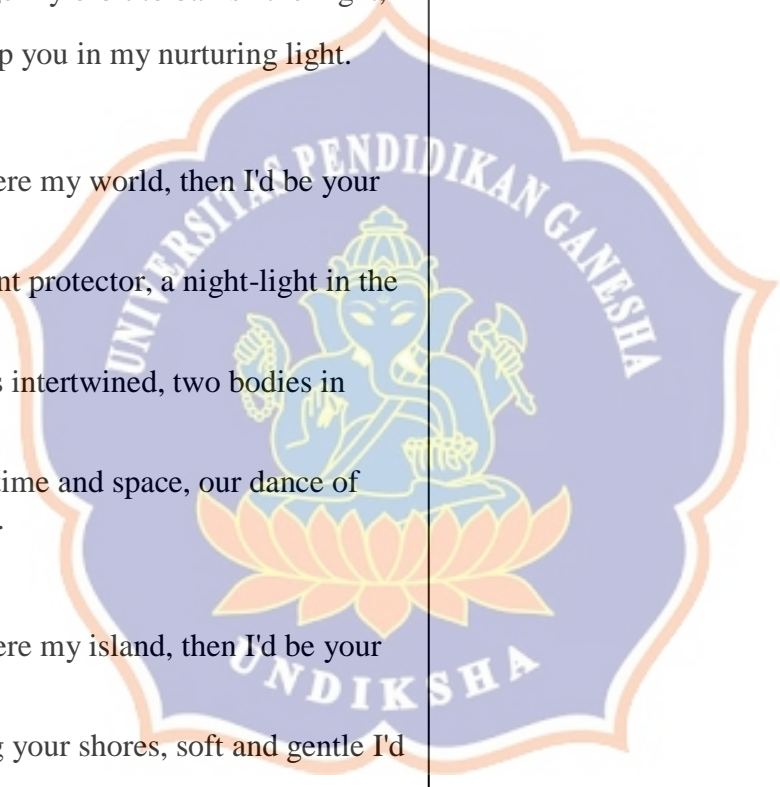 p you in my nurturing light.
ere my world, then I'd be your
nt protector, a night-light in the
s intertwined, two bodies in
time and space, our dance of
.
ere my island, then I'd be your
g your shores, soft and gentle I'd
UNIVERSITAS PENDIDIKAN GANESHA
UNDIKSHA